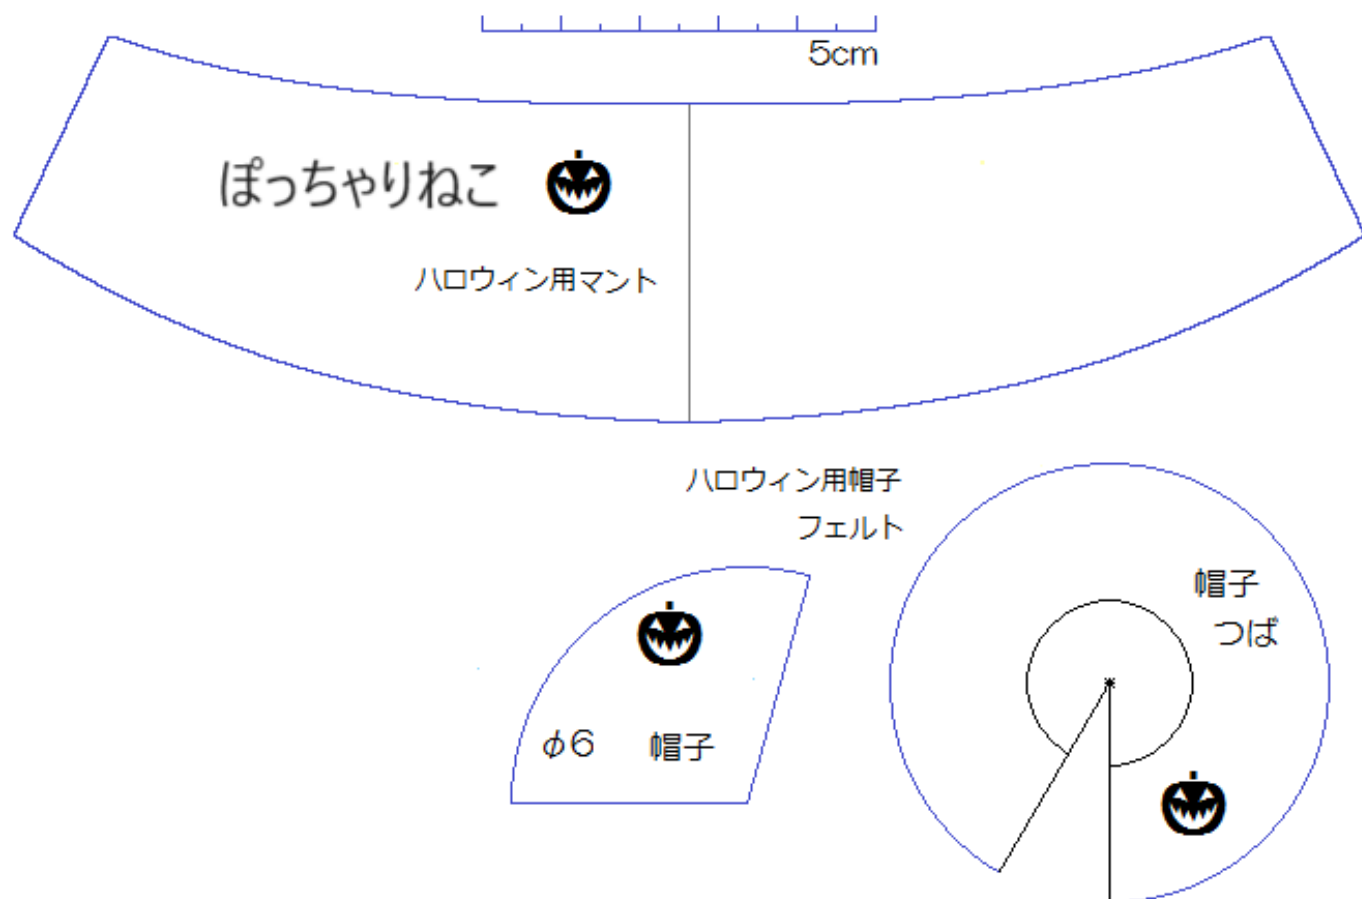 5cm
ぽっちゃりねこ
ハロウィン用マント
ハロウィン用帽子
フェルト
帽子
つば
φ6 帽子